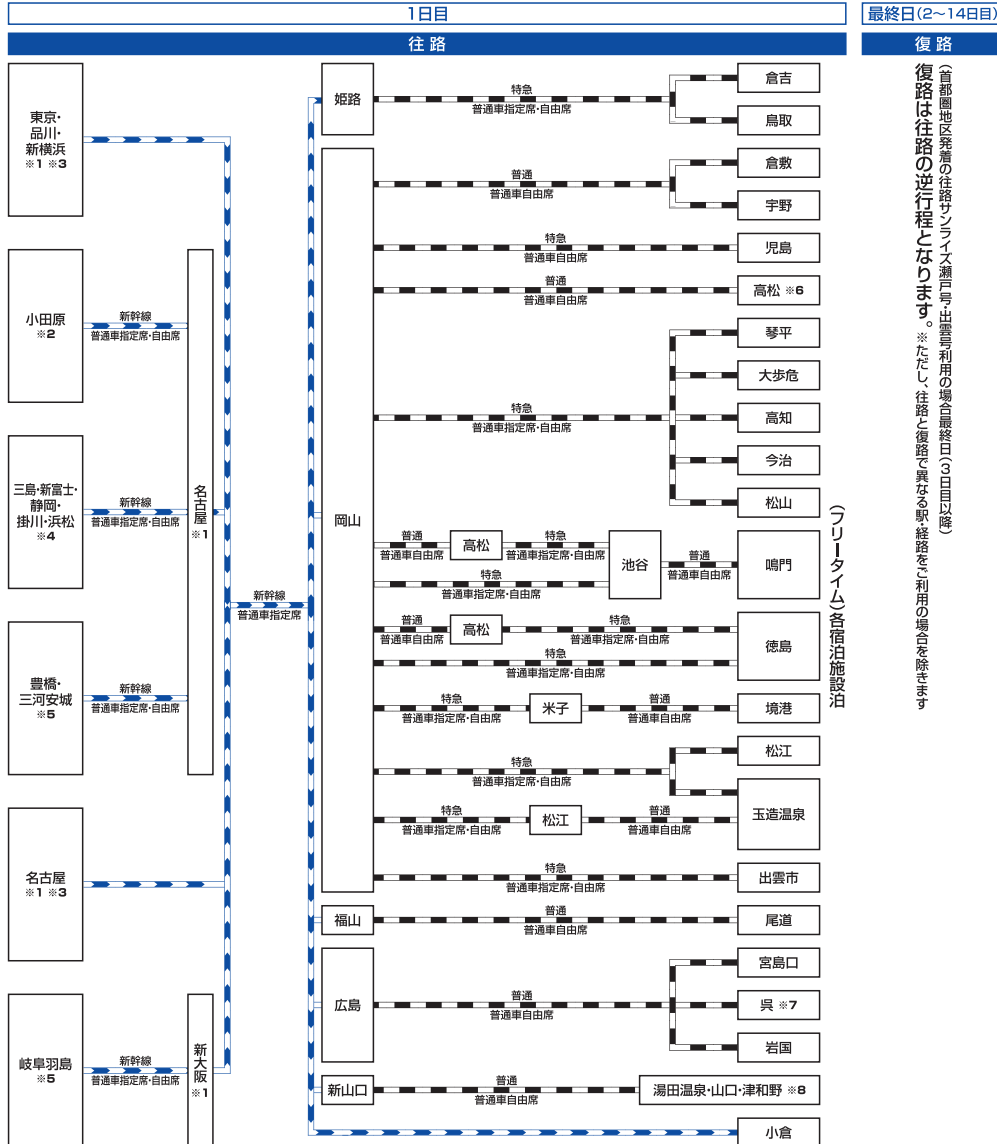 1日目
最終日(2~14日目)
往路
復路
東京・
品川・
新横浜
※1 ※3
小田原
※2
新幹線
普通車指定席・自由席
三島・新富士・
静岡・
掛川・浜松
※4
新幹線
普通車指定席・自由席
豊橋・
三河安城
※5
新幹線
普通車指定席・自由席
名古屋
※1
名古屋
※1 ※3
岐阜羽島
※5
新幹線
普通車指定席・自由席
新大阪
※1
新幹線
普通車指定席
姫路
特急
普通車指定席・自由席
倉吉
鳥取
岡山
普通
普通車自由席
倉敷
宇野
特急
普通車自由席
児島
普通
普通車自由席
高松 ※6
特急
普通車指定席・自由席
琴平
大歩危
高知
今治
松山
普通
普通車自由席
高松
特急
普通車指定席・自由席
特急
普通車指定席・自由席
池谷
普通
普通車自由席
鳴門
普通
普通車自由席
高松
特急
普通車指定席・自由席
特急
普通車指定席・自由席
徳島
特急
普通車指定席・自由席
米子
普通
普通車自由席
境港
特急
普通車指定席・自由席
松江
特急
普通車指定席・自由席
松江
普通
普通車自由席
玉造温泉
特急
普通車指定席・自由席
出雲市
福山
普通
普通車自由席
尾道
広島
普通
普通車自由席
宮島口
呉 ※7
岩国
新山口
普通
普通車自由席
湯田温泉・山口・津和野 ※8
小倉
(フリータイム)各宿泊施設泊
(首都圏地区発着の往路サンライズ瀬戸号・出雲号利用の場合最終日(3日目以降)
復路は往路の逆行程となります。※ただし、往路と復路で異なる駅・経路をご利用の場合を除きます